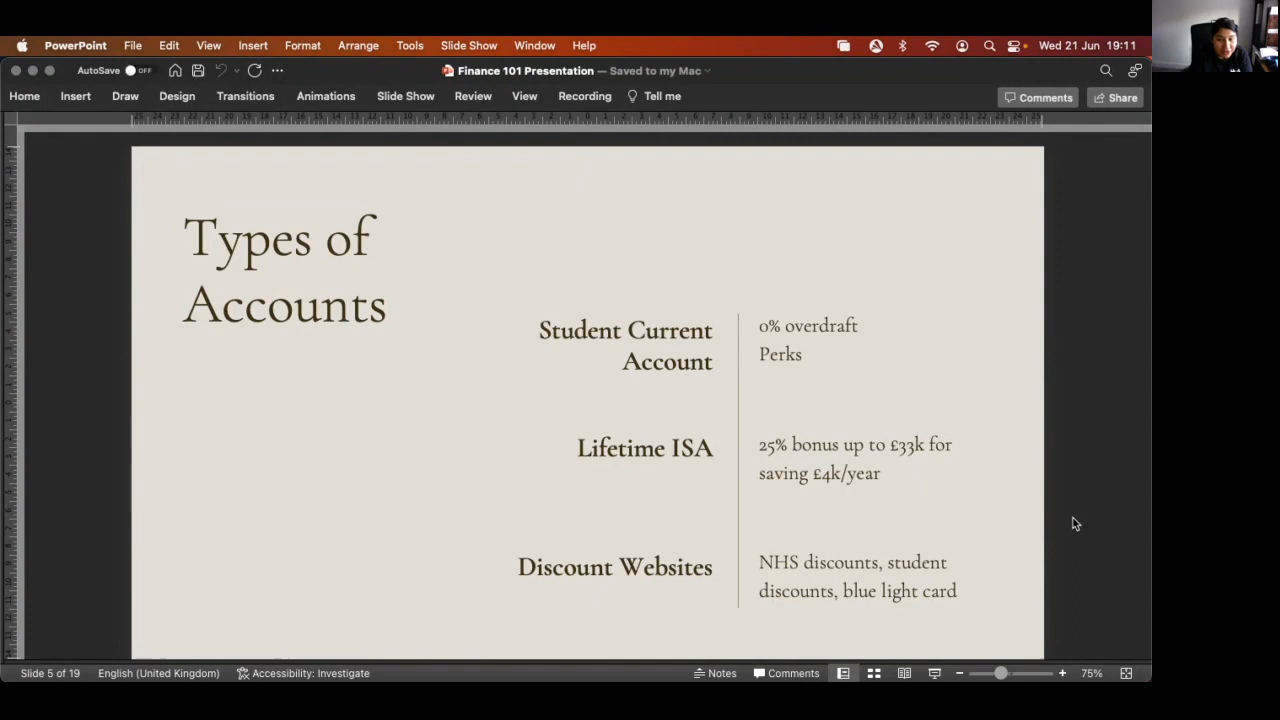 PowerPoint File Edit View Insert Format Arrange Tools Slide Show Window Help Wed 21 Jun 19:11
AutoSave OFF Finance 101 Presentation — Saved to my Mac
Home Insert Draw Design Transitions Animations Slide Show Review View Recording Tell me Comments Share
Types of
Accounts
Student Current
Account
0% overdraft
Perks
Lifetime ISA
25% bonus up to £33k for
saving £4k/year
Discount Websites
NHS discounts, student
discounts, blue light card
Slide 5 of 19 English (United Kingdom) Accessibility: Investigate Notes Comments 75%